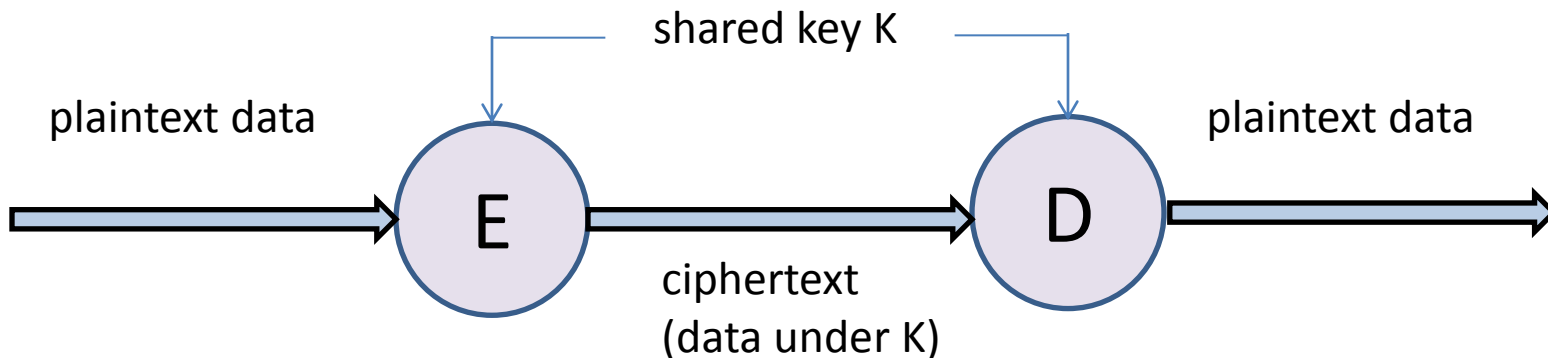 shared key K
plaintext data
plaintext data
E
D
ciphertext
(data under K)